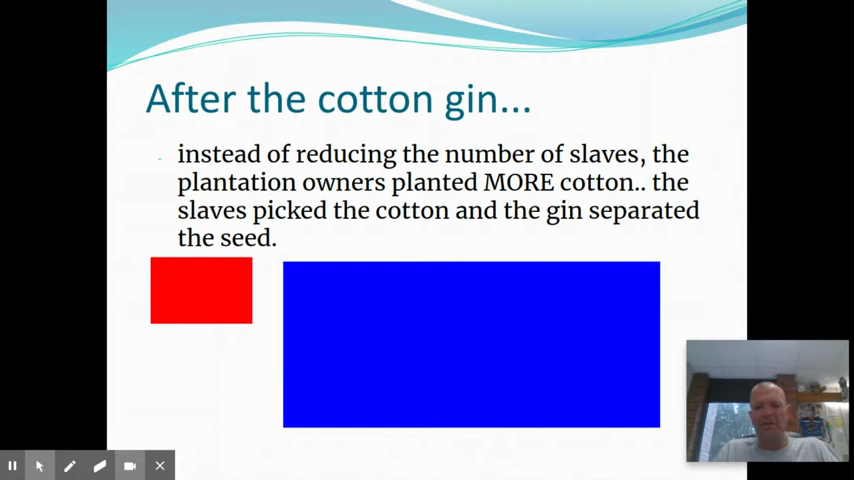 After the cotton gin...
instead of reducing the number of slaves, the
plantation owners planted MORE cotton.. the
slaves picked the cotton and the gin separated
the seed.